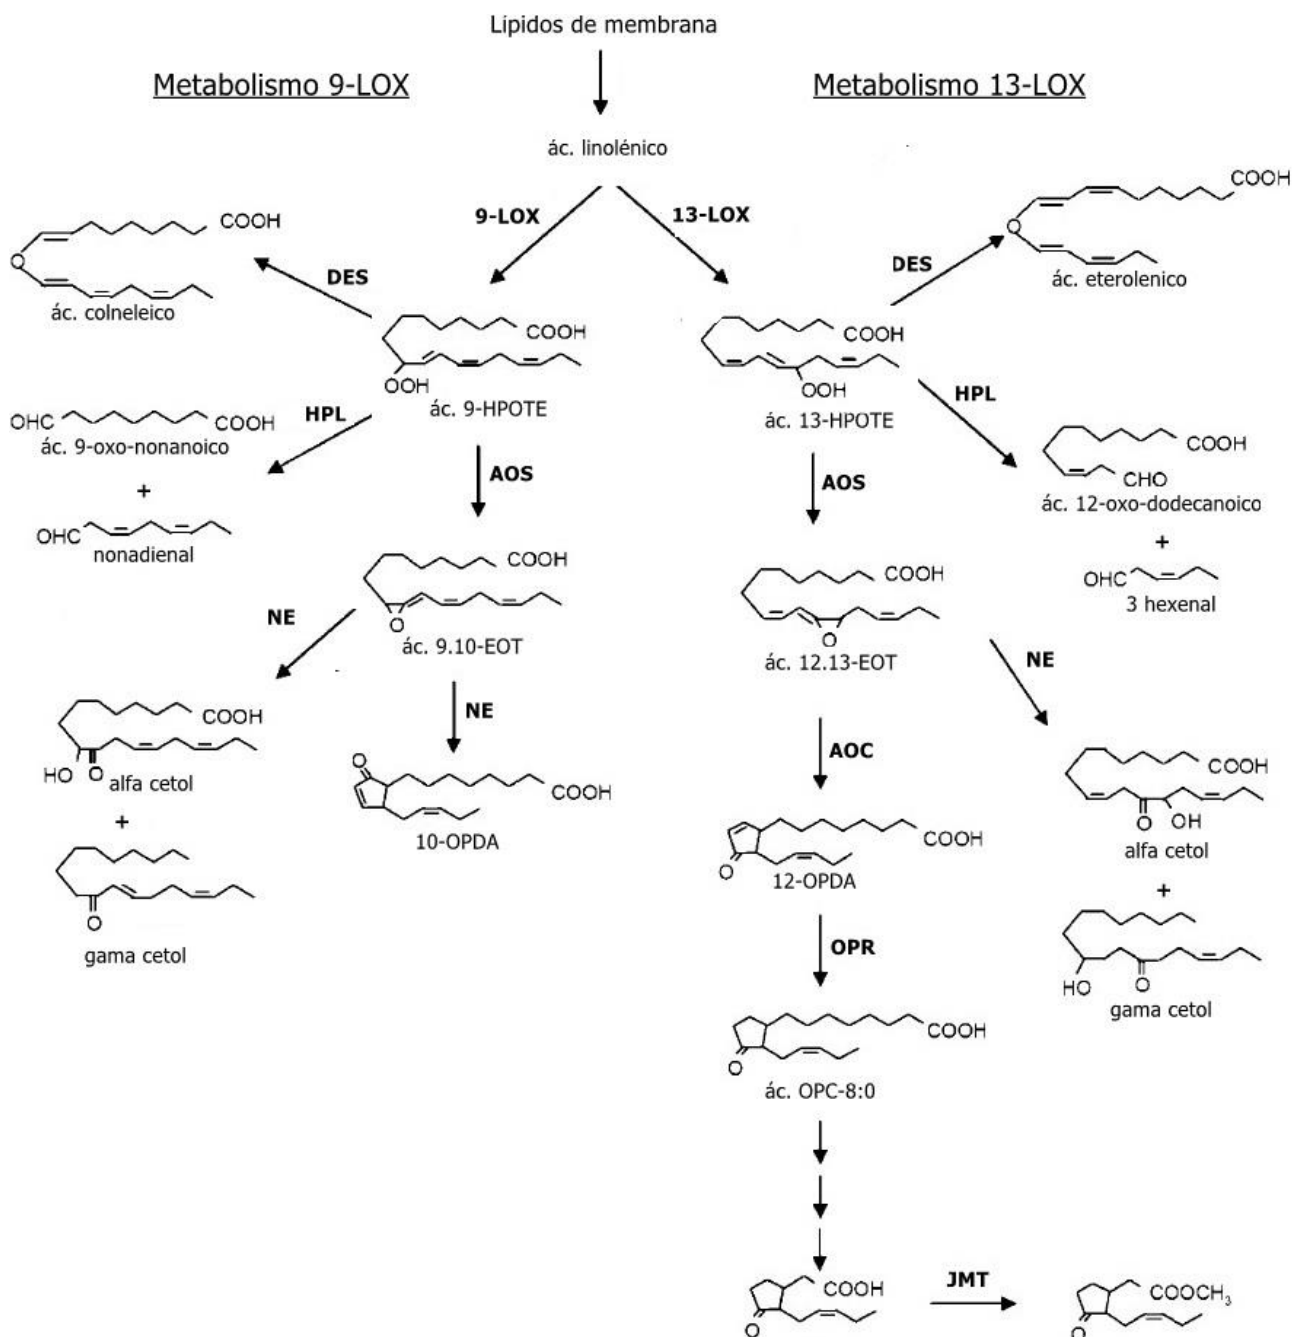 Lípidos de membrana
Metabolismo 9-LOX
Metabolismo 13-LOX
ác. linolénico
9-LOX
13-LOX
COOH
O
ác. colneleico
DES
COOH
OOH
ác. 9-HPOTE
COOH
OOH
ác. 13-HPOTE
DES
COOH
O
ác. eterolenico
OHC
COOH
ác. 9-oxo-nonanoico
+
OHC
nonadienal
HPL
AOS
AOS
HPL
COOH
CHO
ác. 12-oxo-dodecanoico
+
OHC
3 hexenal
COOH
O
ác. 9.10-EOT
COOH
O
ác. 12.13-EOT
NE
NE
AOC
NE
COOH
HO
O
alfa cetol
+
O
gama cetol
O
COOH
10-OPDA
COOH
O
12-OPDA
COOH
O
OH
alfa cetol
+
HO
O
gama cetol
OPR
COOH
O
ác. OPC-8:0
COOH
O
JMT
COOCH3
O